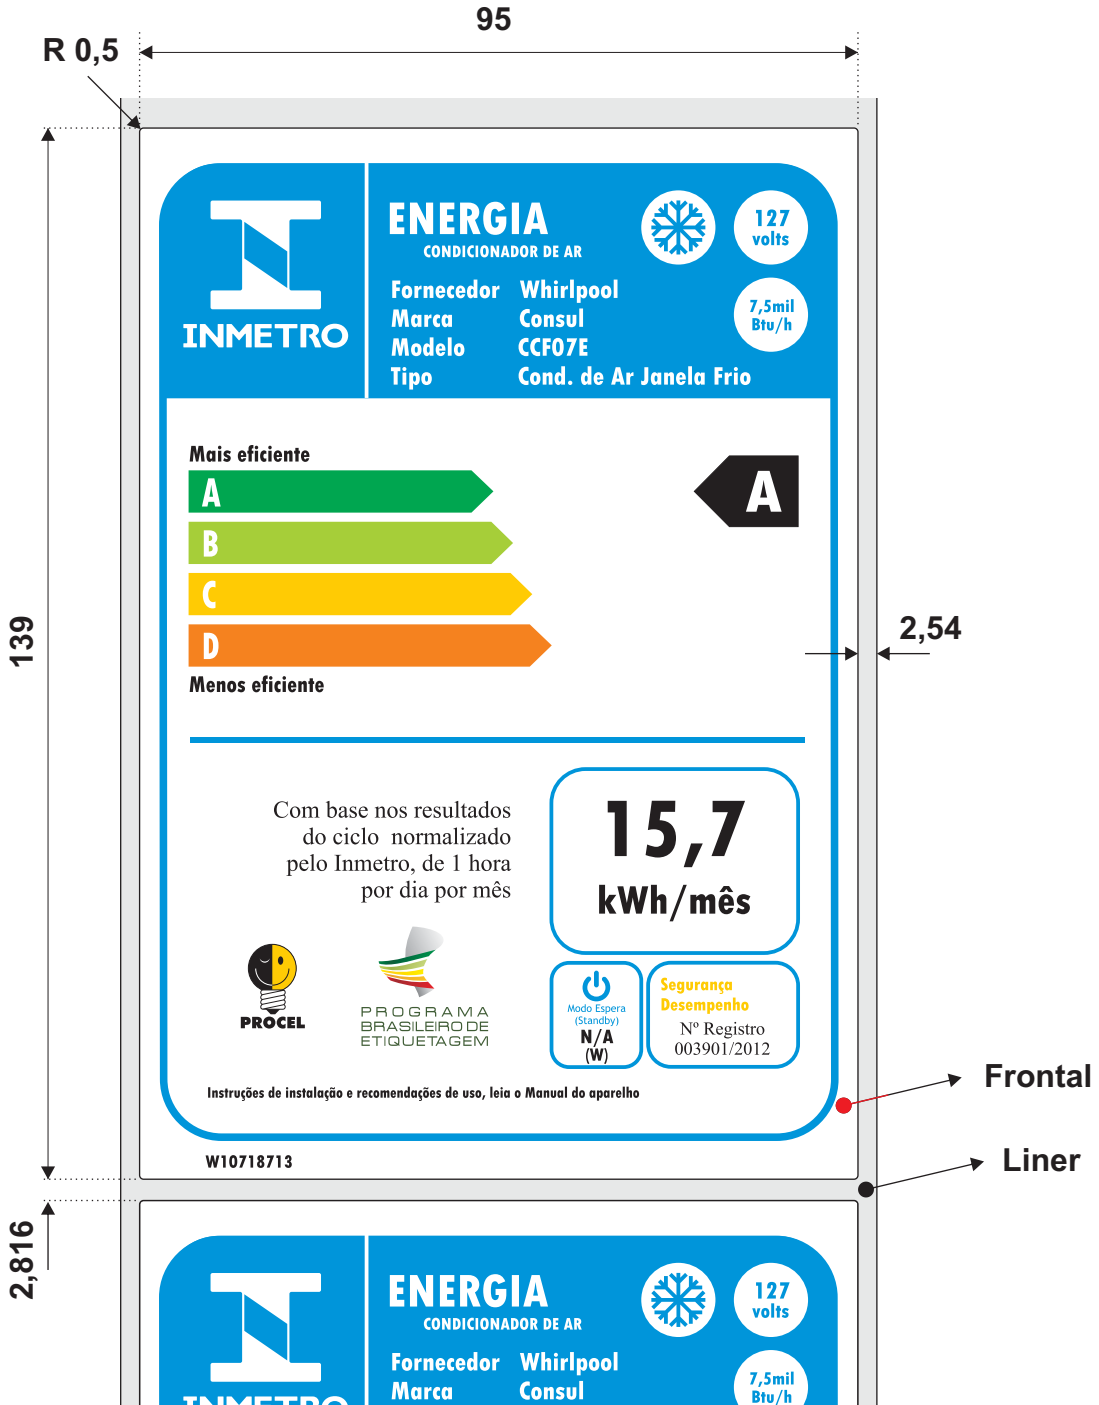 95
R 0,5
INMETRO
ENERGIA
CONDICIONADOR DE AR
127
volts
7,5mil
Btu/h
Fornecedor Whirlpool
Marca Consul
Modelo CCF07E
Tipo Cond. de Ar Janela Frio
Mais eficiente
A
A
B
C
D
Menos eficiente
139
2,54
Com base nos resultados
do ciclo normalizado
pelo Inmetro, de 1 hora
por dia por mês
15,7
kWh/mês
PROCEL
PROGRAMA
BRASILEIRO DE
ETIQUETAGEM
Modo Espera
(Standby)
N/A
(W)
Segurança
Desempenho
Nº Registro
003901/2012
Instruções de instalação e recomendações de uso, leia o Manual do aparelho
W10718713
Frontal
Liner
2,816
INMETRO
ENERGIA
CONDICIONADOR DE AR
127
volts
7,5mil
Btu/h
Fornecedor Whirlpool
Marca Consul